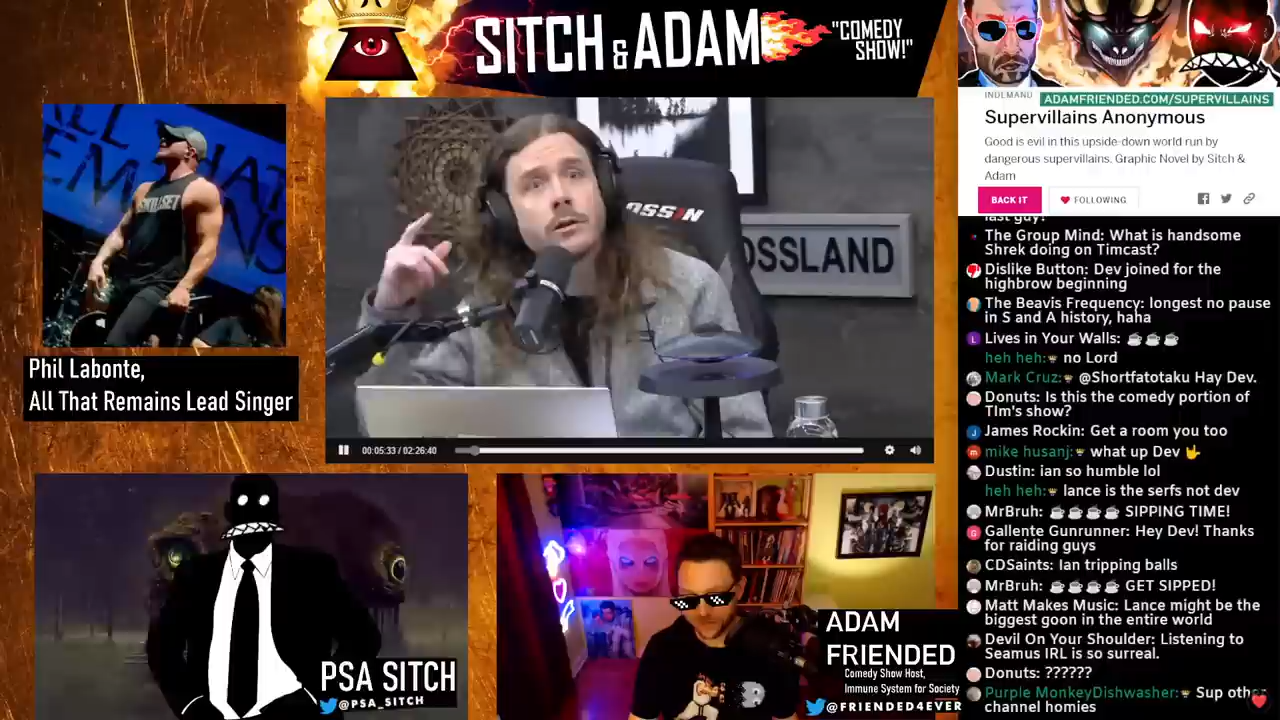 SITCH & ADAM
"COMEDY
SHOW!"
ALL THAT
SKILLSET
Phil Labonte,
All That Remains Lead Singer
OSSIN
OSSLAND
00:05:33 / 02:26:40
PSA SITCH
@PSA_SITCH
ADAM
FRIENDED
Comedy Show Host,
Immune System for Society
@FRIENDED4EVER
INDEMAND
ADAMFRIENDED.COM/SUPERVILLAINS
Supervillains Anonymous
Good is evil in this upside-down world run by
dangerous supervillains. Graphic Novel by Sitch &
Adam
BACK IT
FOLLOWING
last guy?
The Group Mind: What is handsome
Shrek doing on Timcast?
Dislike Button: Dev joined for the
highbrow beginning
The Beavis Frequency: longest no pause
in S and A history, haha
L
Lives in Your Walls: ☕☕☕
heh heh: no Lord
Mark Cruz: @Shortfatotaku Hay Dev.
Donuts: Is this the comedy portion of
TIm's show?
J
James Rockin: Get a room you too
m
mike husanj: what up Dev 🤟
Dustin: ian so humble lol
heh heh: lance is the serfs not dev
MrBruh: ☕☕☕☕ SIPPING TIME!
G
Gallente Gunrunner: Hey Dev! Thanks
for raiding guys
CDSaints: Ian tripping balls
MrBruh: ☕☕☕☕ GET SIPPED!
Matt Makes Music: Lance might be the
biggest goon in the entire world
Devil On Your Shoulder: Listening to
Seamus IRL is so surreal.
Donuts: ??????
Purple MonkeyDishwasher: Sup other
channel homies